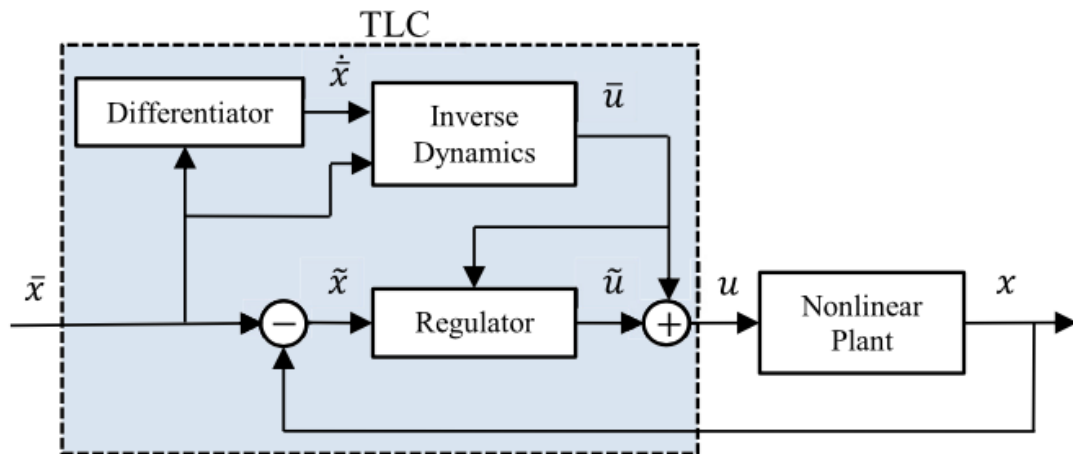 TLC
Differentiator
ẋ̄
Inverse
Dynamics
ū
x̄
−
x̃
Regulator
ũ
+
u
Nonlinear
Plant
x